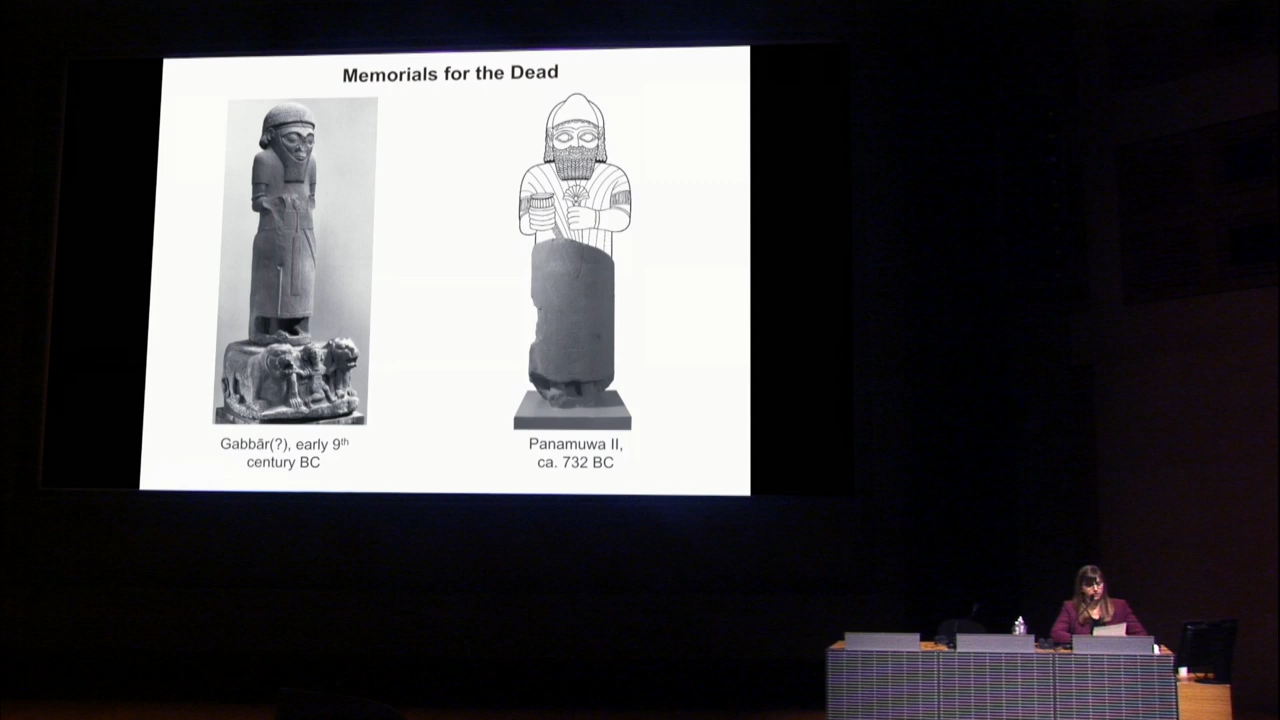 Memorials for the Dead
Gabbār(?), early 9th
century BC
Panamuwa II,
ca. 732 BC